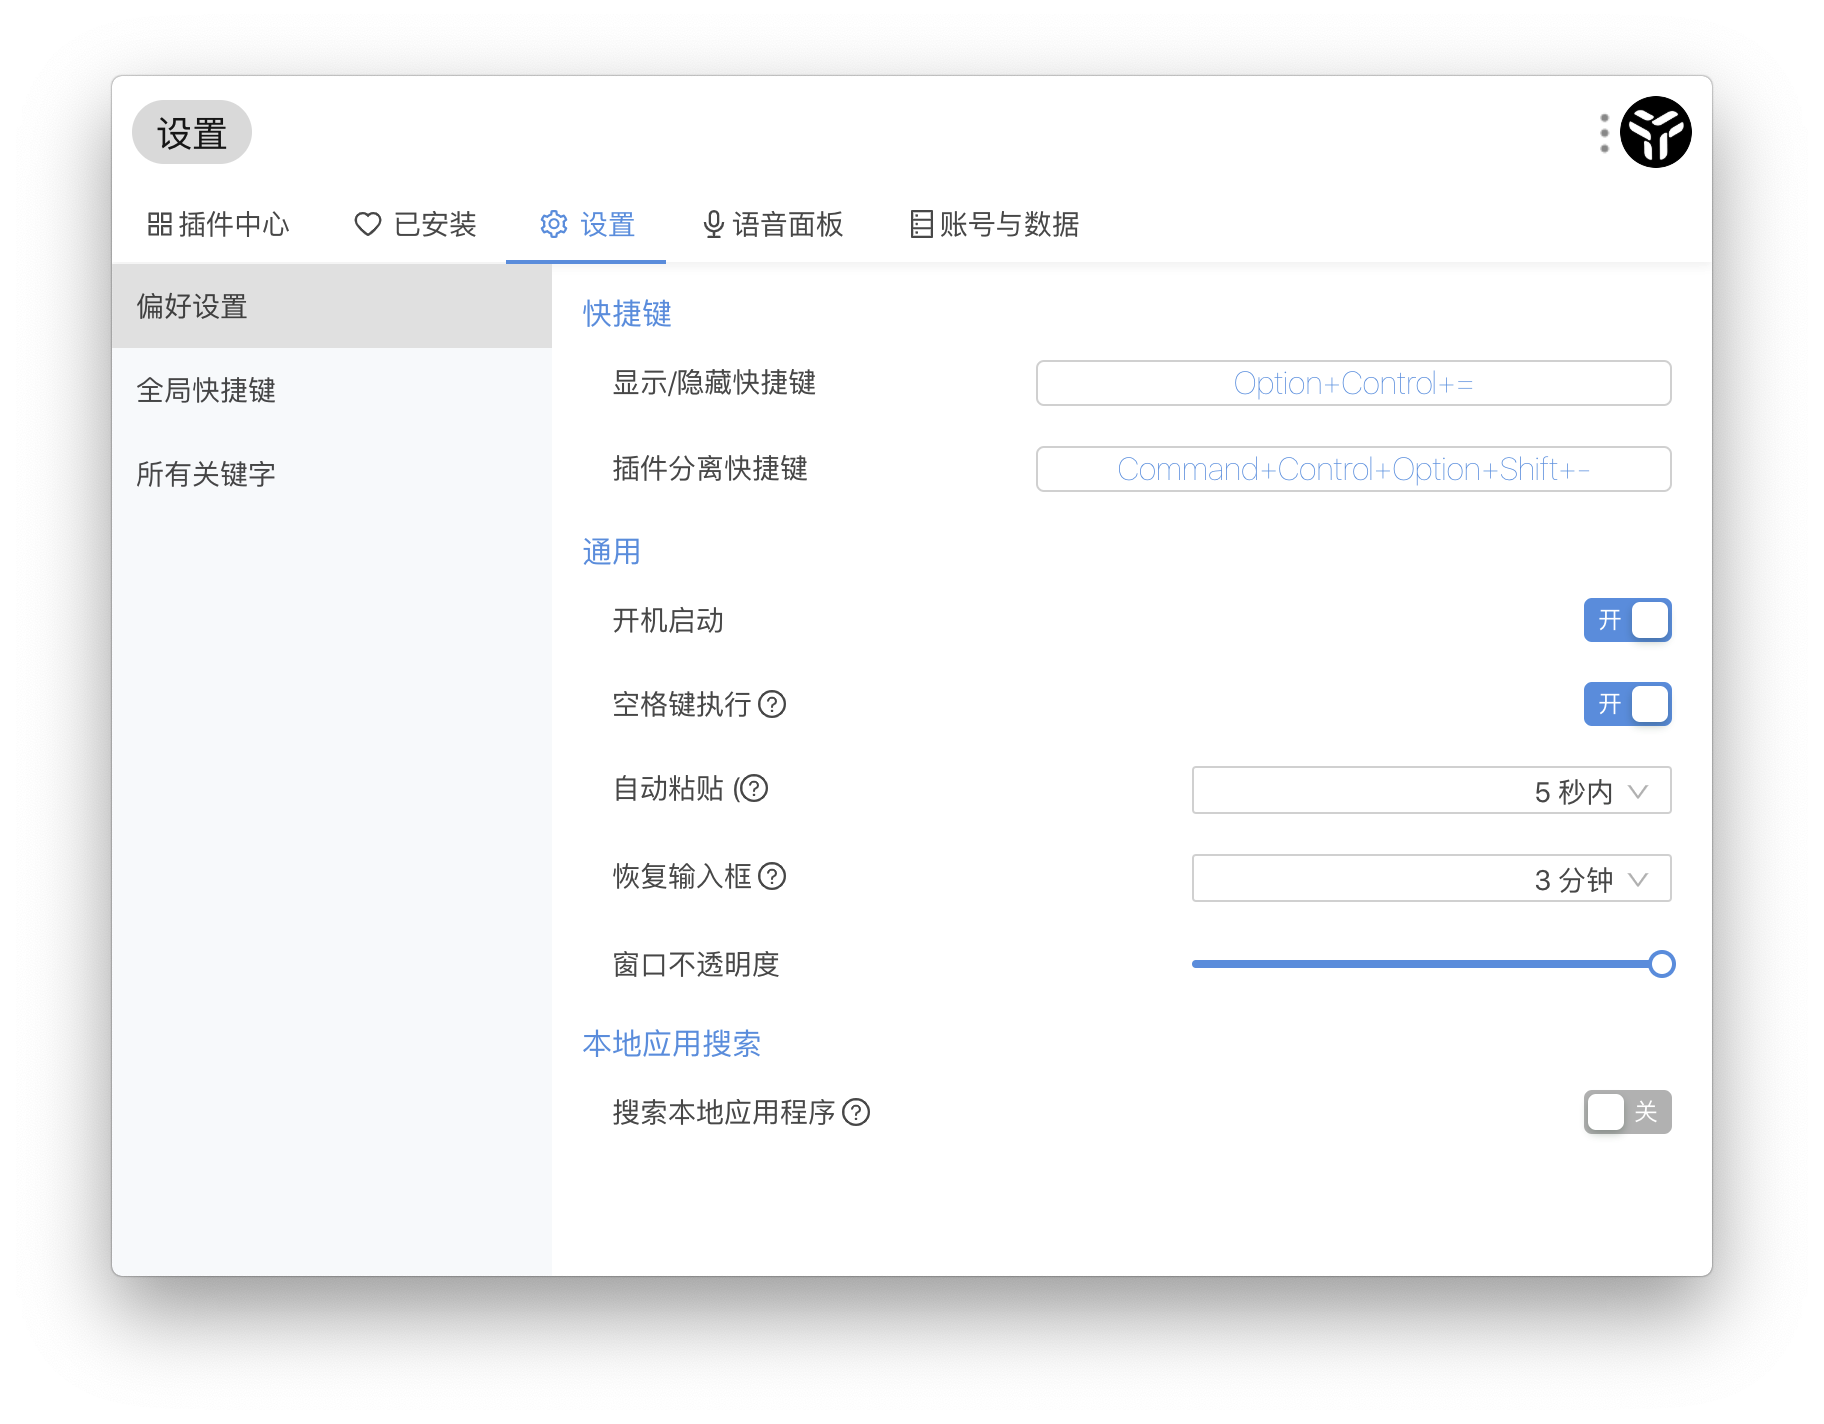 设置
插件中心 已安装 设置 语音面板 账号与数据
偏好设置
全局快捷键
所有关键字
快捷键
显示/隐藏快捷键 Option+Control+=
插件分离快捷键 Command+Control+Option+Shift+-
通用
开机启动 开
空格键执行 ? 开
自动粘贴 (? 5 秒内
恢复输入框 ? 3 分钟
窗口不透明度
本地应用搜索
搜索本地应用程序 ? 关